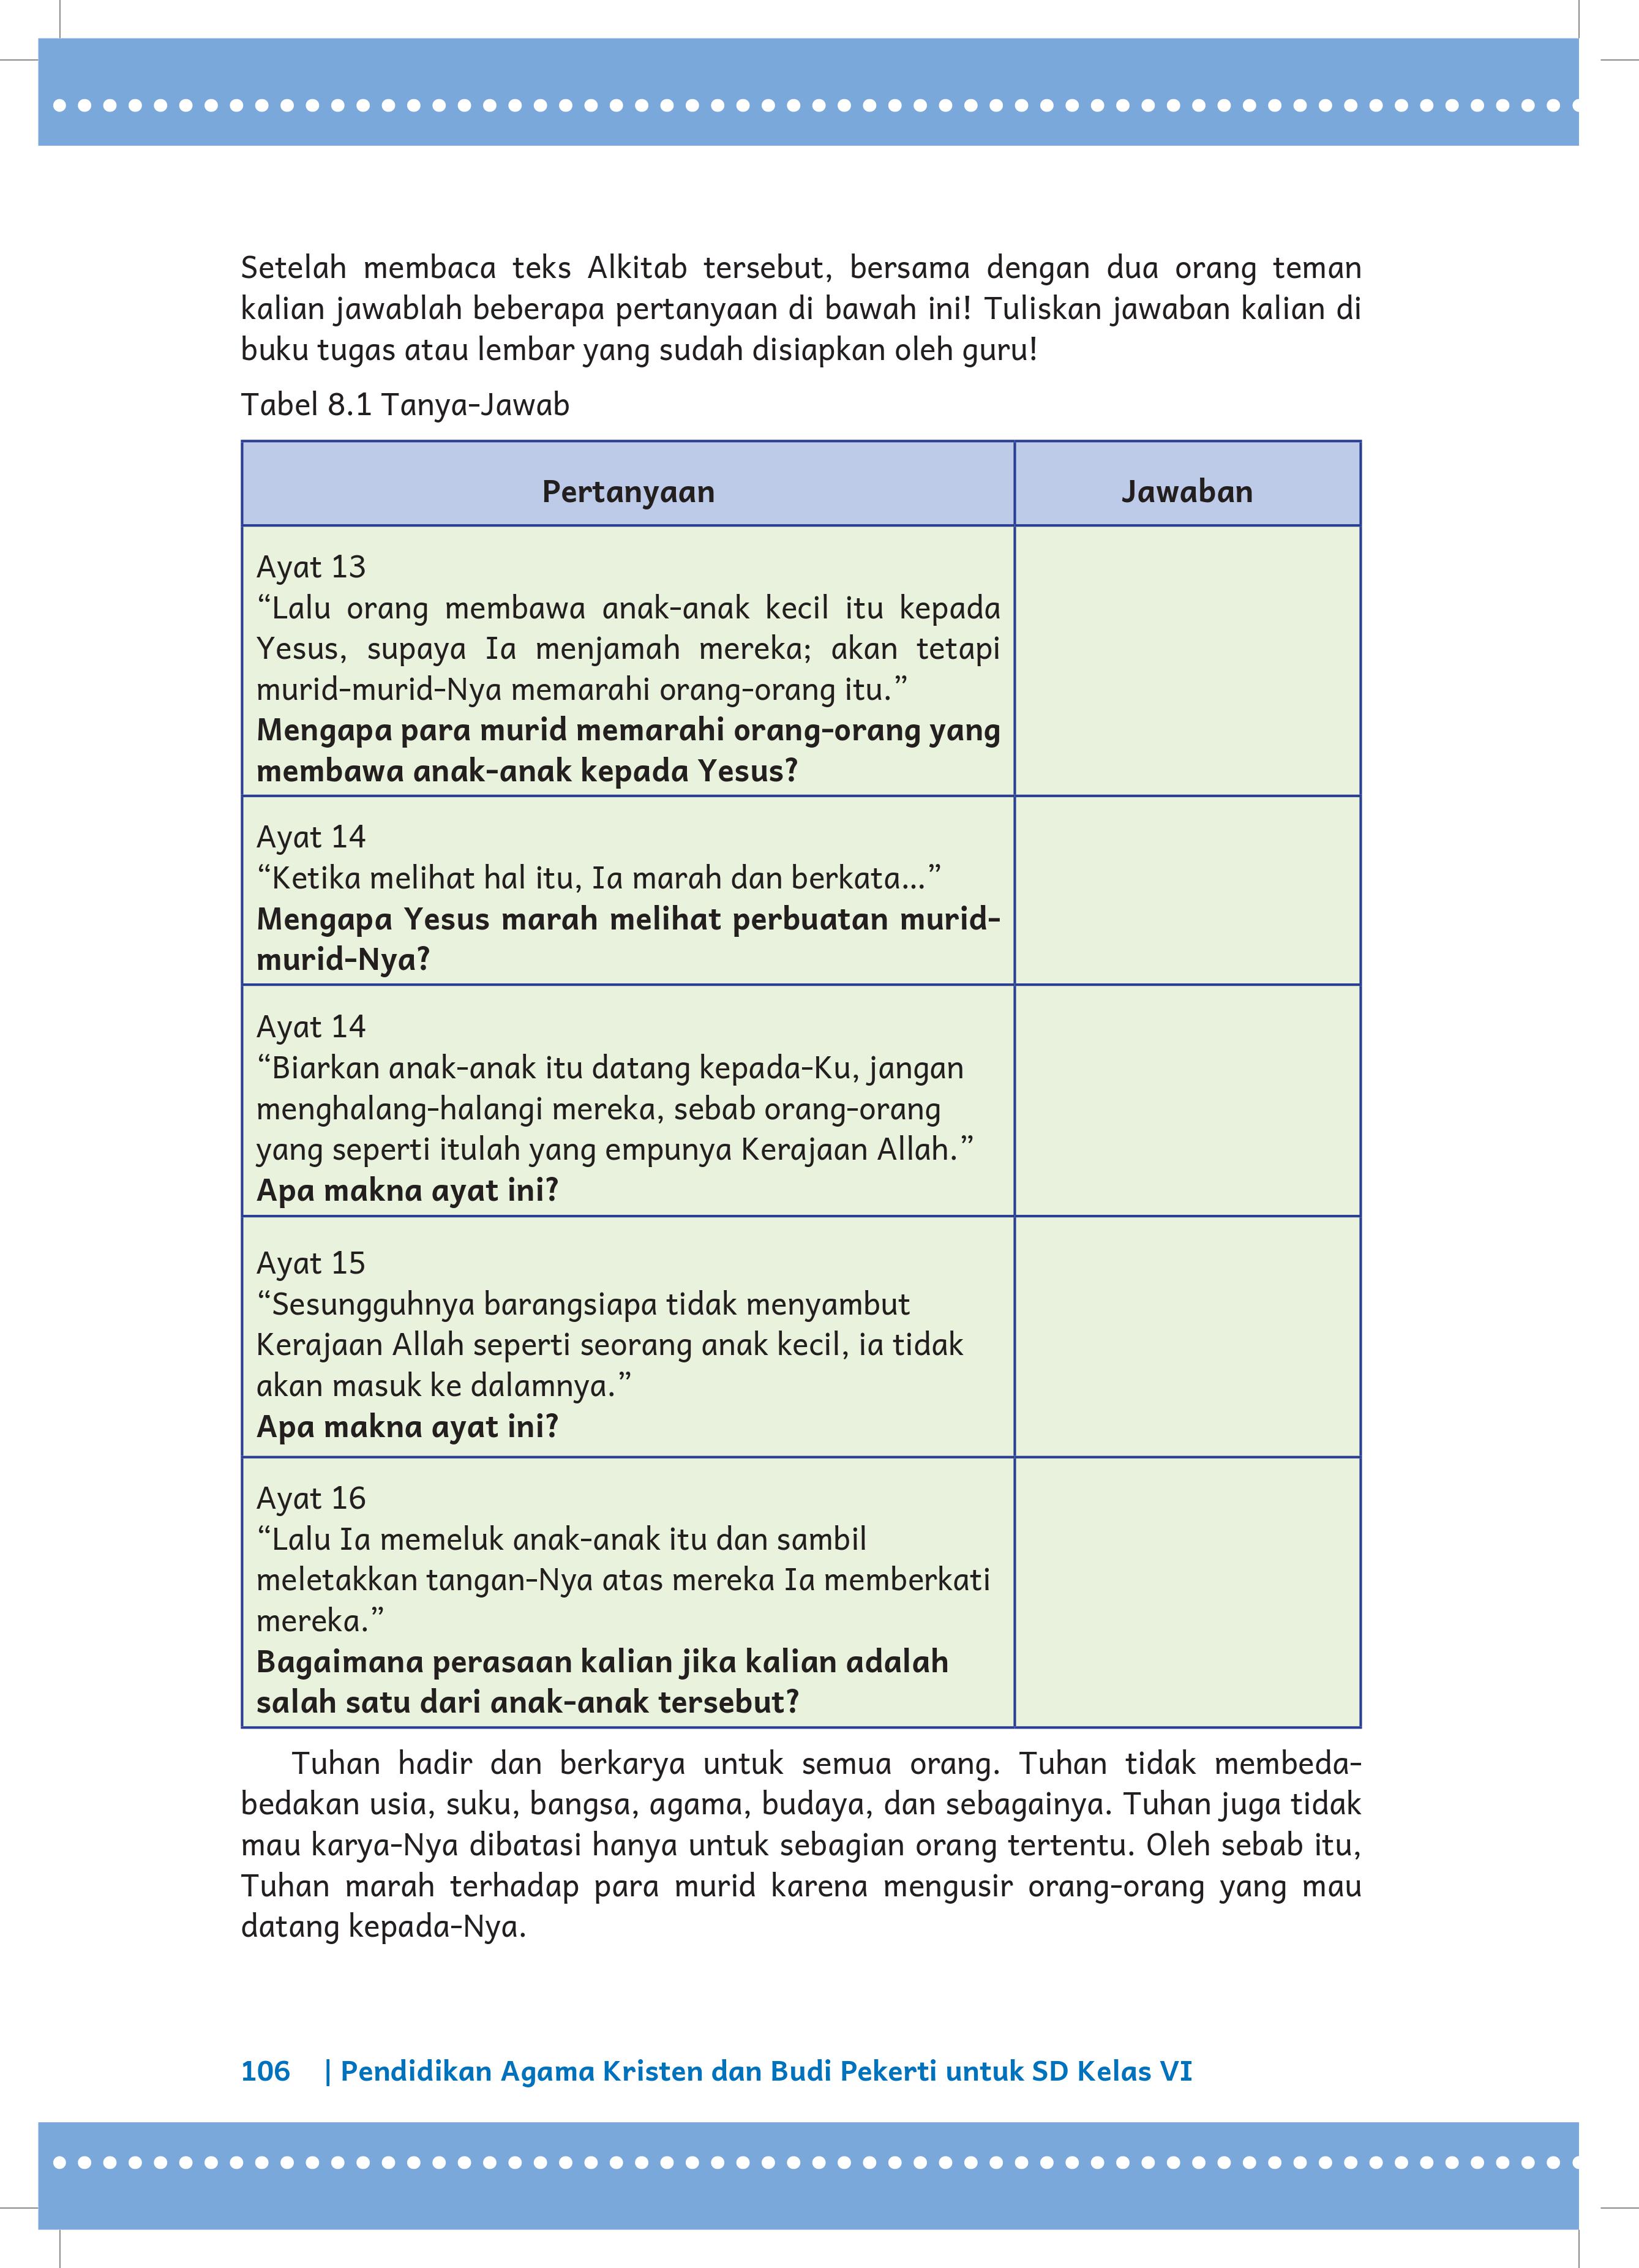 Setelah membaca teks Alkitab tersebut, bersama dengan dua orang teman
kalian jawablah beberapa pertanyaan di bawah ini! Tuliskan jawaban kalian di
buku tugas atau lembar yang sudah disiapkan oleh guru!
Tabel 8.1 Tanya-Jawab
Pertanyaan
Jawaban
Ayat 13
“Lalu orang membawa anak-anak kecil itu kepada
Yesus, supaya Ia menjamah mereka; akan tetapi
murid-murid-Nya memarahi orang-orang itu.”
Mengapa para murid memarahi orang-orang yang
membawa anak-anak kepada Yesus?
Ayat 14
“Ketika melihat hal itu, Ia marah dan berkata...”
Mengapa Yesus marah melihat perbuatan murid-
murid-Nya?
Ayat 14
“Biarkan anak-anak itu datang kepada-Ku, jangan
menghalang-halangi mereka, sebab orang-orang
yang seperti itulah yang empunya Kerajaan Allah.”
Apa makna ayat ini?
Ayat 15
“Sesungguhnya barangsiapa tidak menyambut
Kerajaan Allah seperti seorang anak kecil, ia tidak
akan masuk ke dalamnya.”
Apa makna ayat ini?
Ayat 16
“Lalu Ia memeluk anak-anak itu dan sambil
meletakkan tangan-Nya atas mereka Ia memberkati
mereka.”
Bagaimana perasaan kalian jika kalian adalah
salah satu dari anak-anak tersebut?
Tuhan hadir dan berkarya untuk semua orang. Tuhan tidak membeda-
bedakan usia, suku, bangsa, agama, budaya, dan sebagainya. Tuhan juga tidak
mau karya-Nya dibatasi hanya untuk sebagian orang tertentu. Oleh sebab itu,
Tuhan marah terhadap para murid karena mengusir orang-orang yang mau
datang kepada-Nya.
106 | Pendidikan Agama Kristen dan Budi Pekerti untuk SD Kelas VI